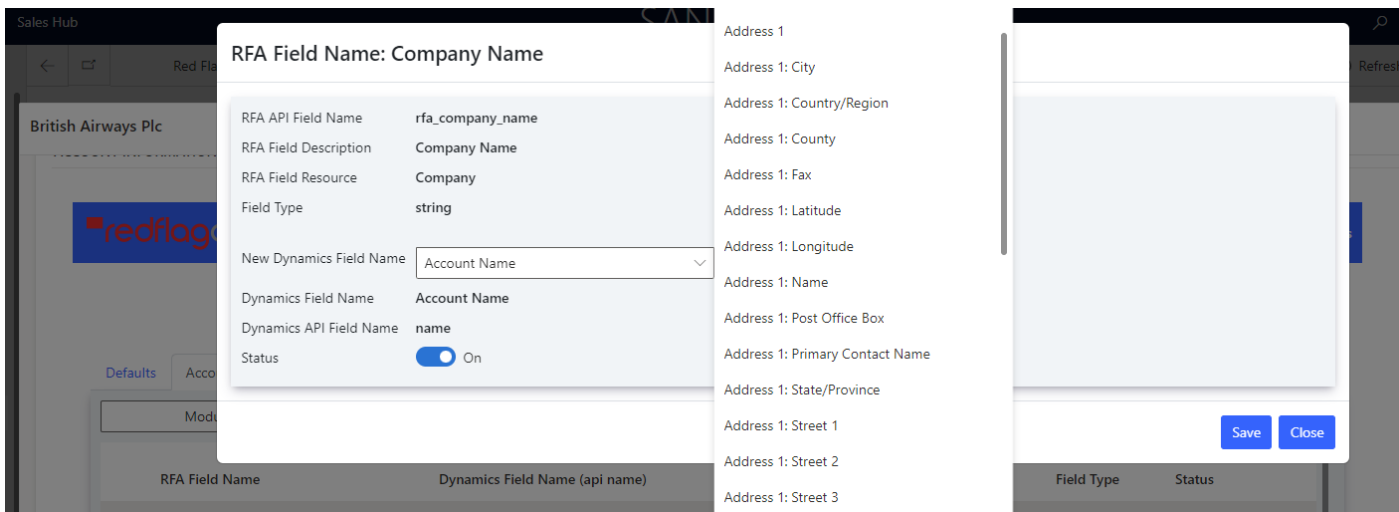 Sales Hub
SAN
Red Fla
Refres
British Airways Plc
redflag
RFA Field Name: Company Name
RFA API Field Name rfa_company_name
RFA Field Description Company Name
RFA Field Resource Company
Field Type string
New Dynamics Field Name Account Name
Dynamics Field Name Account Name
Dynamics API Field Name name
Status On
Save Close
Address 1
Address 1: City
Address 1: Country/Region
Address 1: County
Address 1: Fax
Address 1: Latitude
Address 1: Longitude
Address 1: Name
Address 1: Post Office Box
Address 1: Primary Contact Name
Address 1: State/Province
Address 1: Street 1
Address 1: Street 2
Address 1: Street 3
Defaults Acco
Modu
RFA Field Name Dynamics Field Name (api name) Field Type Status